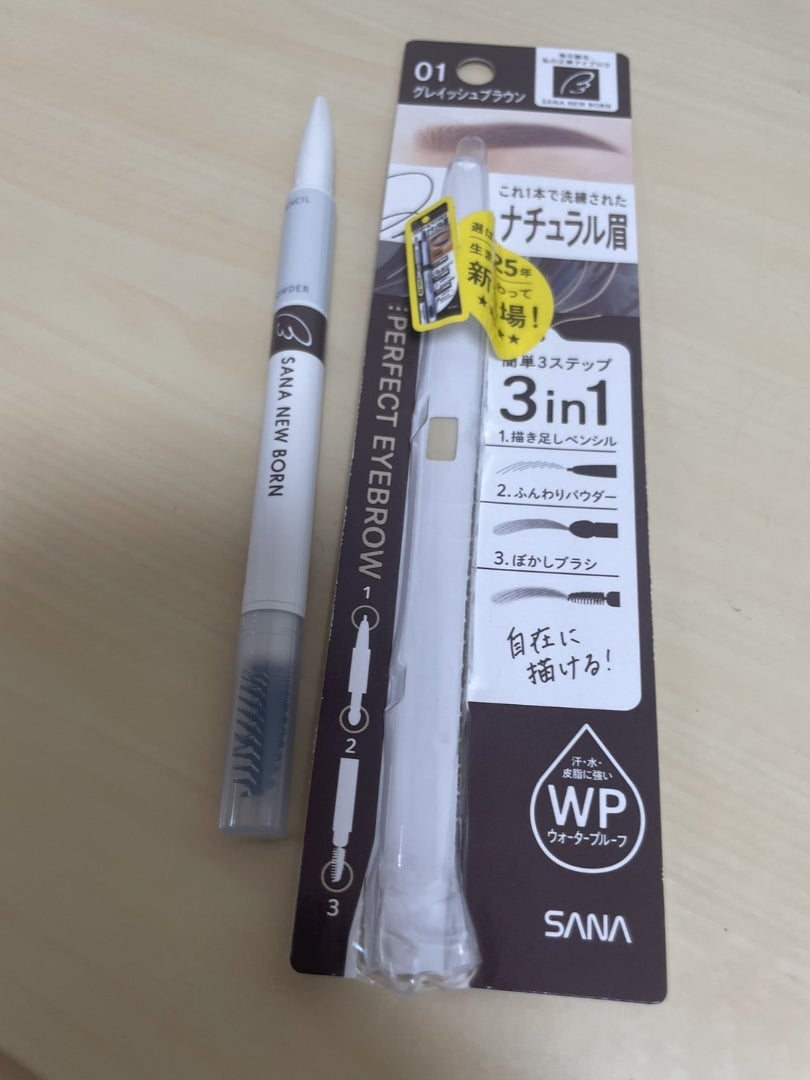 PERFECT EYEBROW
1
2
3
01
グレイッシュブラウン
SANA NEW BORN
これ1本で洗練された
ナチュラル眉
25年
新
場!
簡単3ステップ
3in1
1.描き足しペンシル
2.ふんわりパウダー
3.ぼかしブラシ
自在に
描ける!
汗・水・
皮脂に強い
WP
ウォータープルーフ
SANA
SANA NEW BORN